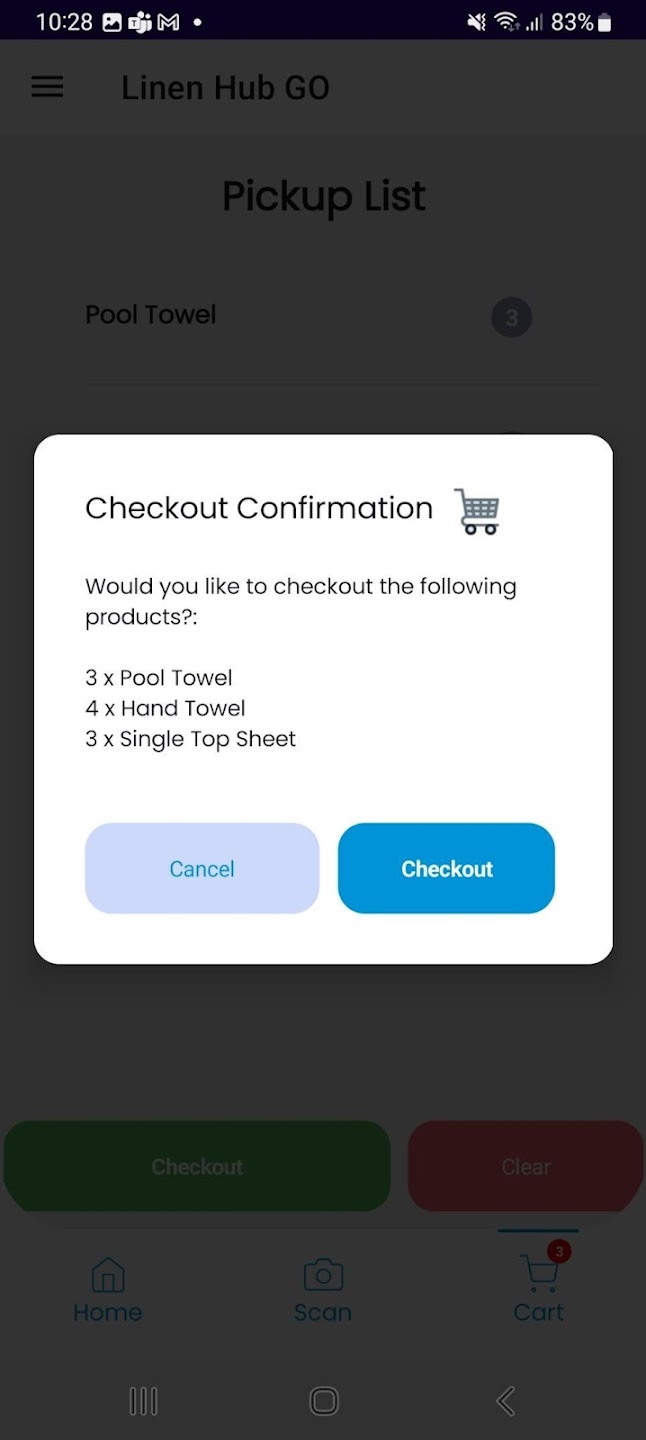 10:28 83%
Linen Hub GO
Pickup List
Pool Towel 3
Checkout Confirmation
Would you like to checkout the following
products?:
3 x Pool Towel
4 x Hand Towel
3 x Single Top Sheet
Cancel Checkout
Checkout Clear
3
Home Scan Cart